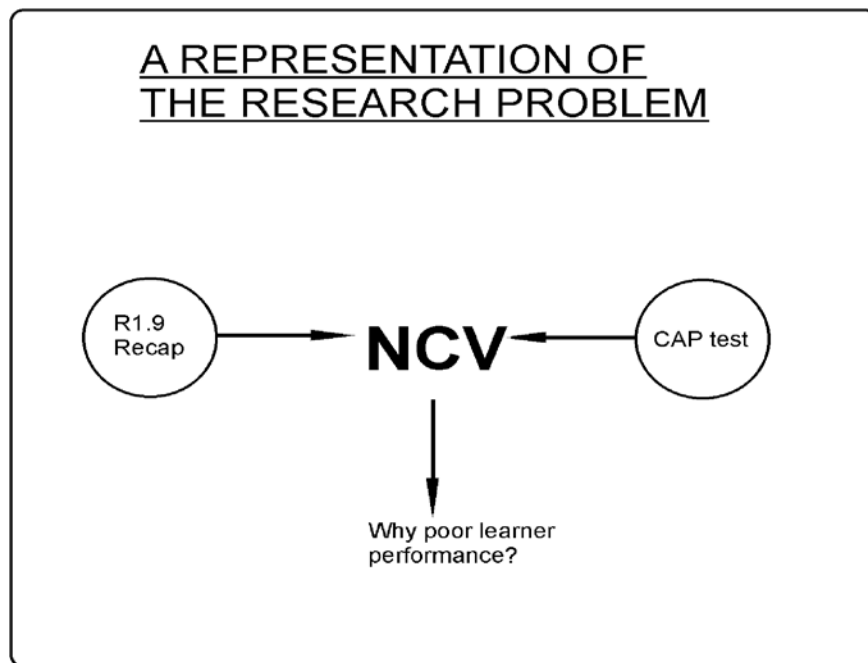 A REPRESENTATION OF
THE RESEARCH PROBLEM
R1.9
Recap
NCV
CAP test
Why poor learner
performance?